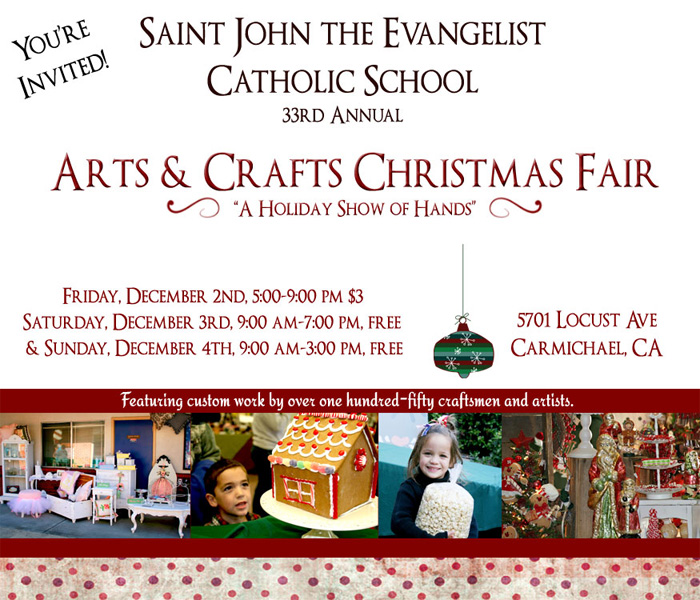 You're
Invited!
Saint John the Evangelist
Catholic School
33rd Annual
Arts & Crafts Christmas Fair
"A Holiday Show of Hands"
Friday, December 2nd, 5:00-9:00 pm $3
Saturday, December 3rd, 9:00 am-7:00 pm, free
& Sunday, December 4th, 9:00 am-3:00 pm, free
5701 Locust Ave
Carmichael, CA
Featuring custom work by over one hundred-fifty craftsmen and artists.